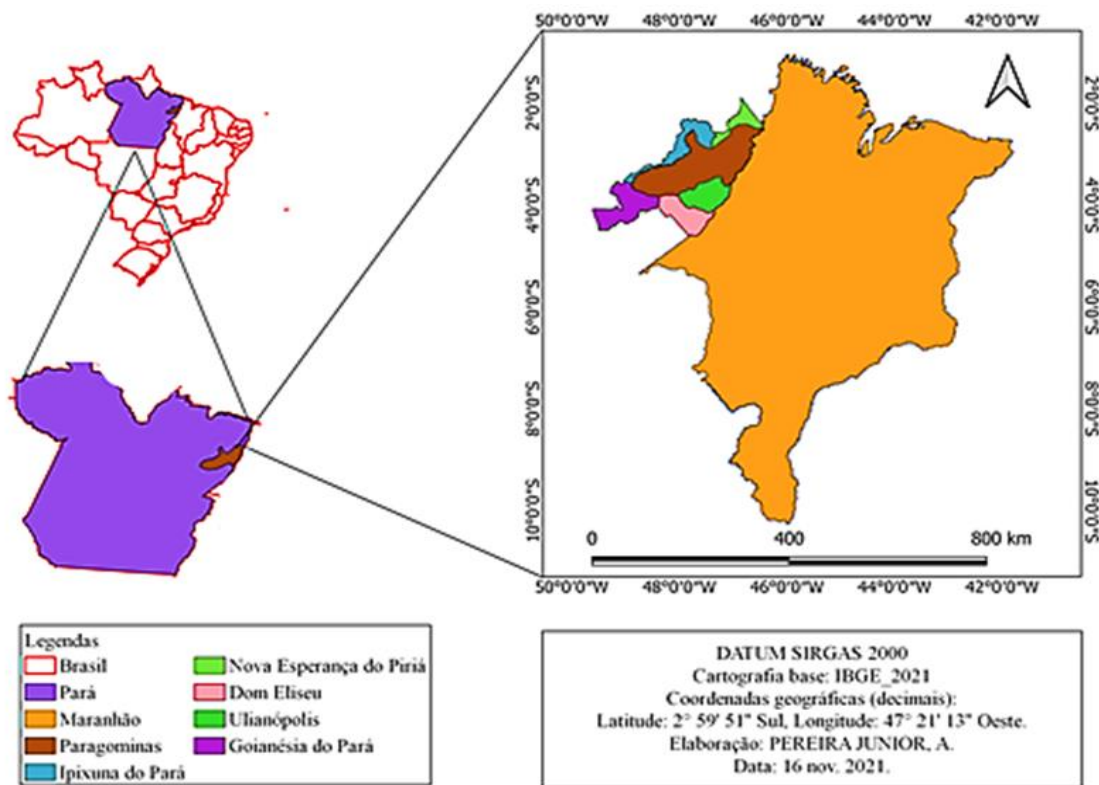 50°0'0"W 48°0'0"W 46°0'0"W 44°0'0"W 42°0'0"W
2°0'0"S 2°0'0"S
4°0'0"S 4°0'0"S
6°0'0"S 6°0'0"S
8°0'0"S 8°0'0"S
10°0'0"S 10°0'0"S
0 400 800 km
50°0'0"W 48°0'0"W 46°0'0"W 44°0'0"W 42°0'0"W
Legendas
Brasil
Pará
Maranhão
Paragominas
Ipixuna do Pará
Nova Esperança do Piriá
Dom Eliseu
Ulianópolis
Goianésia do Pará
DATUM SIRGAS 2000
Cartografia base: IBGE_2021
Coordenadas geográficas (decimais):
Latitude: 2° 59' 51" Sul, Longitude: 47° 21' 13" Oeste.
Elaboração: PEREIRA JUNIOR, A.
Data: 16 nov. 2021.